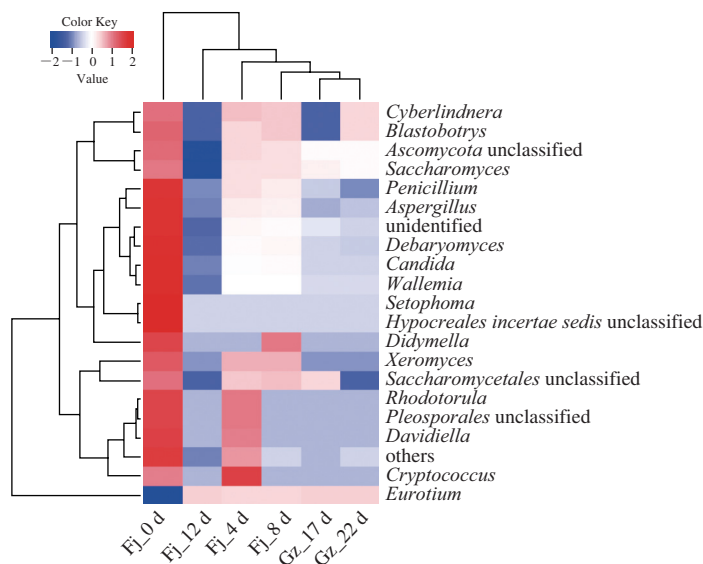 Color Key
−2 −1 0 1 2
Value
Cyberlindnera
Blastobotrys
Ascomycota unclassified
Saccharomyces
Penicillium
Aspergillus
unidentified
Debaryomyces
Candida
Wallemia
Setophoma
Hypocreales incertae sedis unclassified
Didymella
Xeromyces
Saccharomycetales unclassified
Rhodotorula
Pleosporales unclassified
Davidiella
others
Cryptococcus
Eurotium
Fj_0 d
Fj_12 d
Fj_4 d
Fj_8 d
Gz_17 d
Gz_22 d